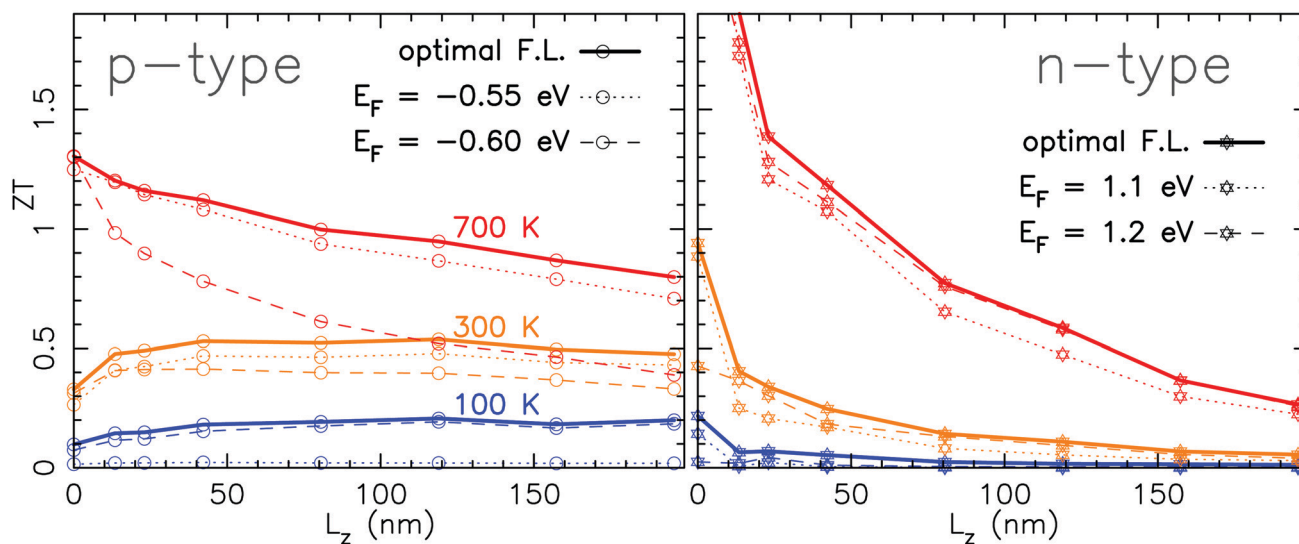 p-type
optimal F.L.
E_F = -0.55 eV
E_F = -0.60 eV
700 K
300 K
100 K
ZT
0
0.5
1
1.5
0 50 100 150
L_z (nm)
n-type
optimal F.L.
E_F = 1.1 eV
E_F = 1.2 eV
0 50 100 150
L_z (nm)